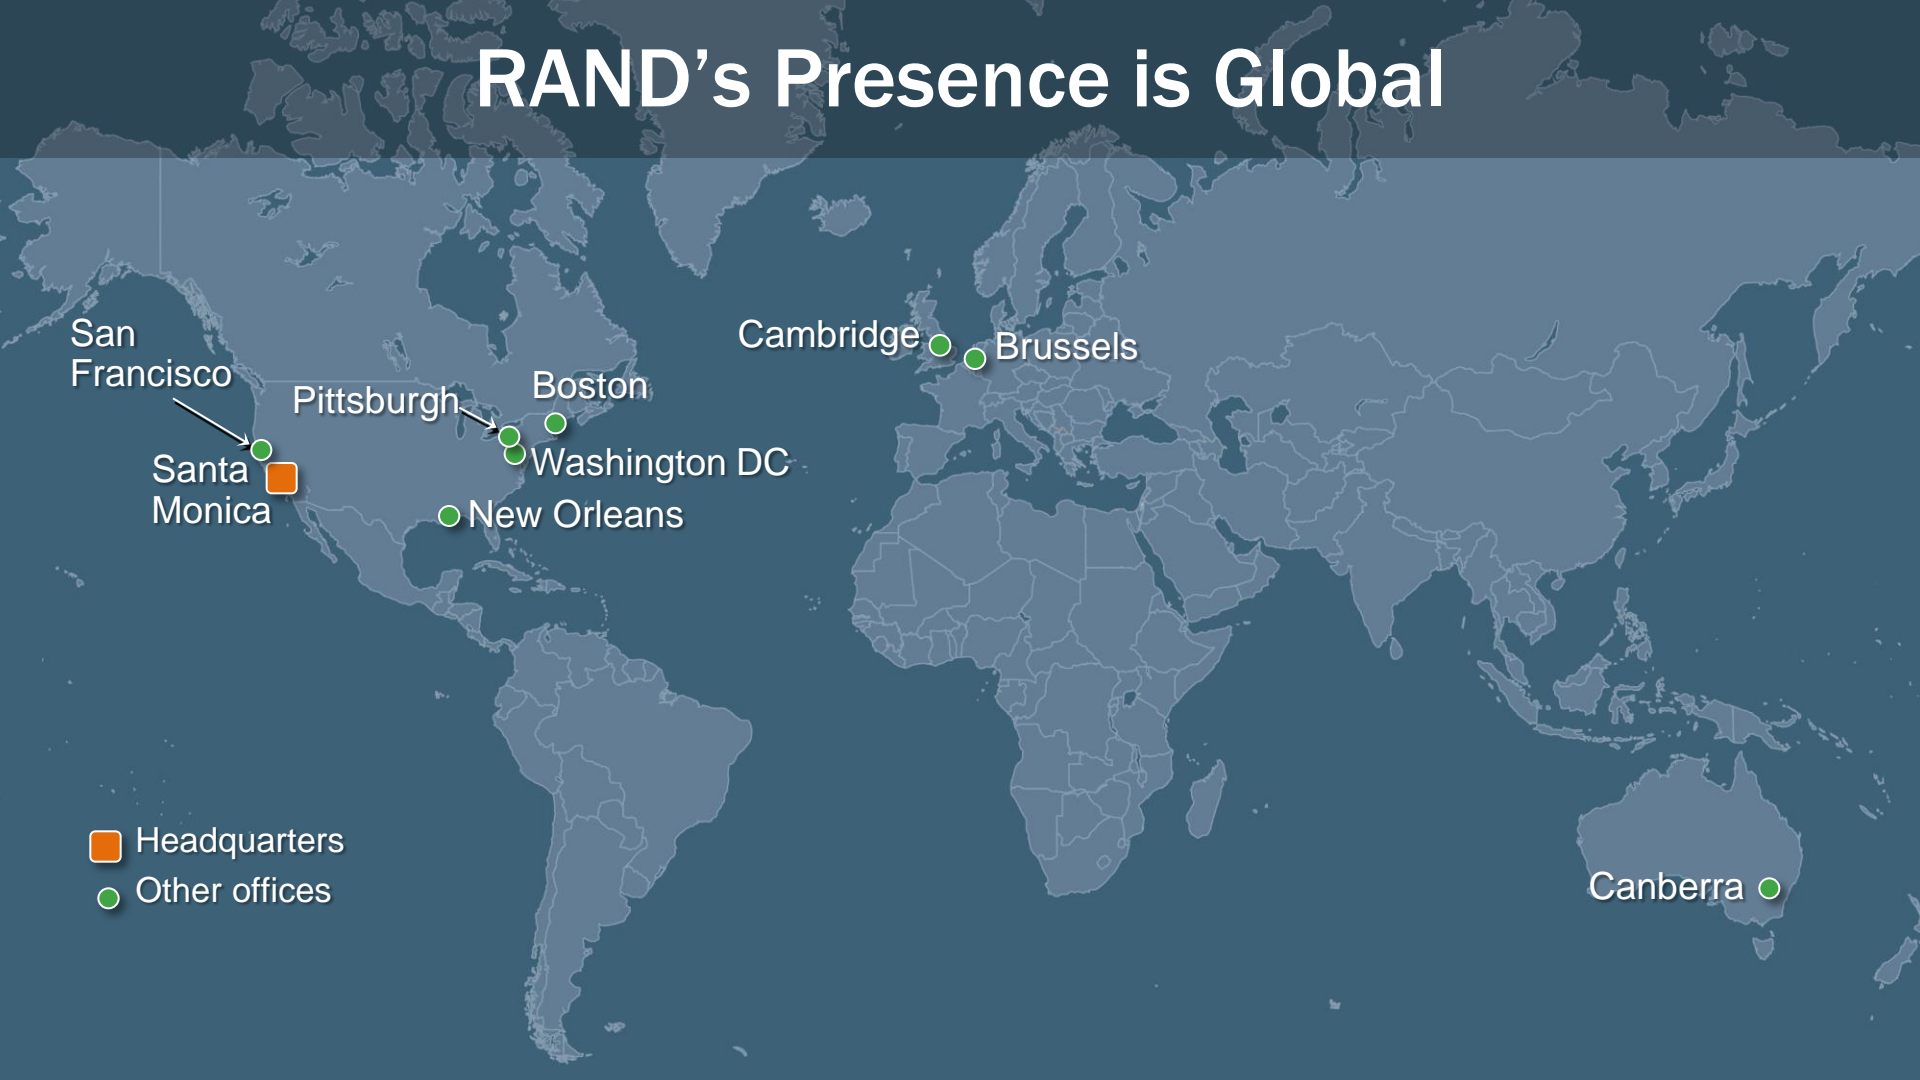 RAND’s Presence is Global
San
Francisco
Pittsburgh
Boston
Cambridge
Brussels
Santa
Monica
Washington DC
New Orleans
Headquarters
Other offices
Canberra